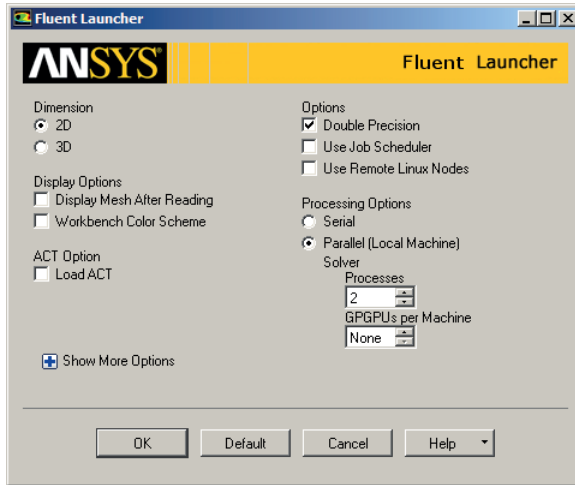 Fluent Launcher
ANSYS®
Fluent Launcher
Dimension
2D
3D
Display Options
Display Mesh After Reading
Workbench Color Scheme
ACT Option
Load ACT
Options
Double Precision
Use Job Scheduler
Use Remote Linux Nodes
Processing Options
Serial
Parallel (Local Machine)
Solver
Processes
2
GPGPUs per Machine
None
Show More Options
OK
Default
Cancel
Help